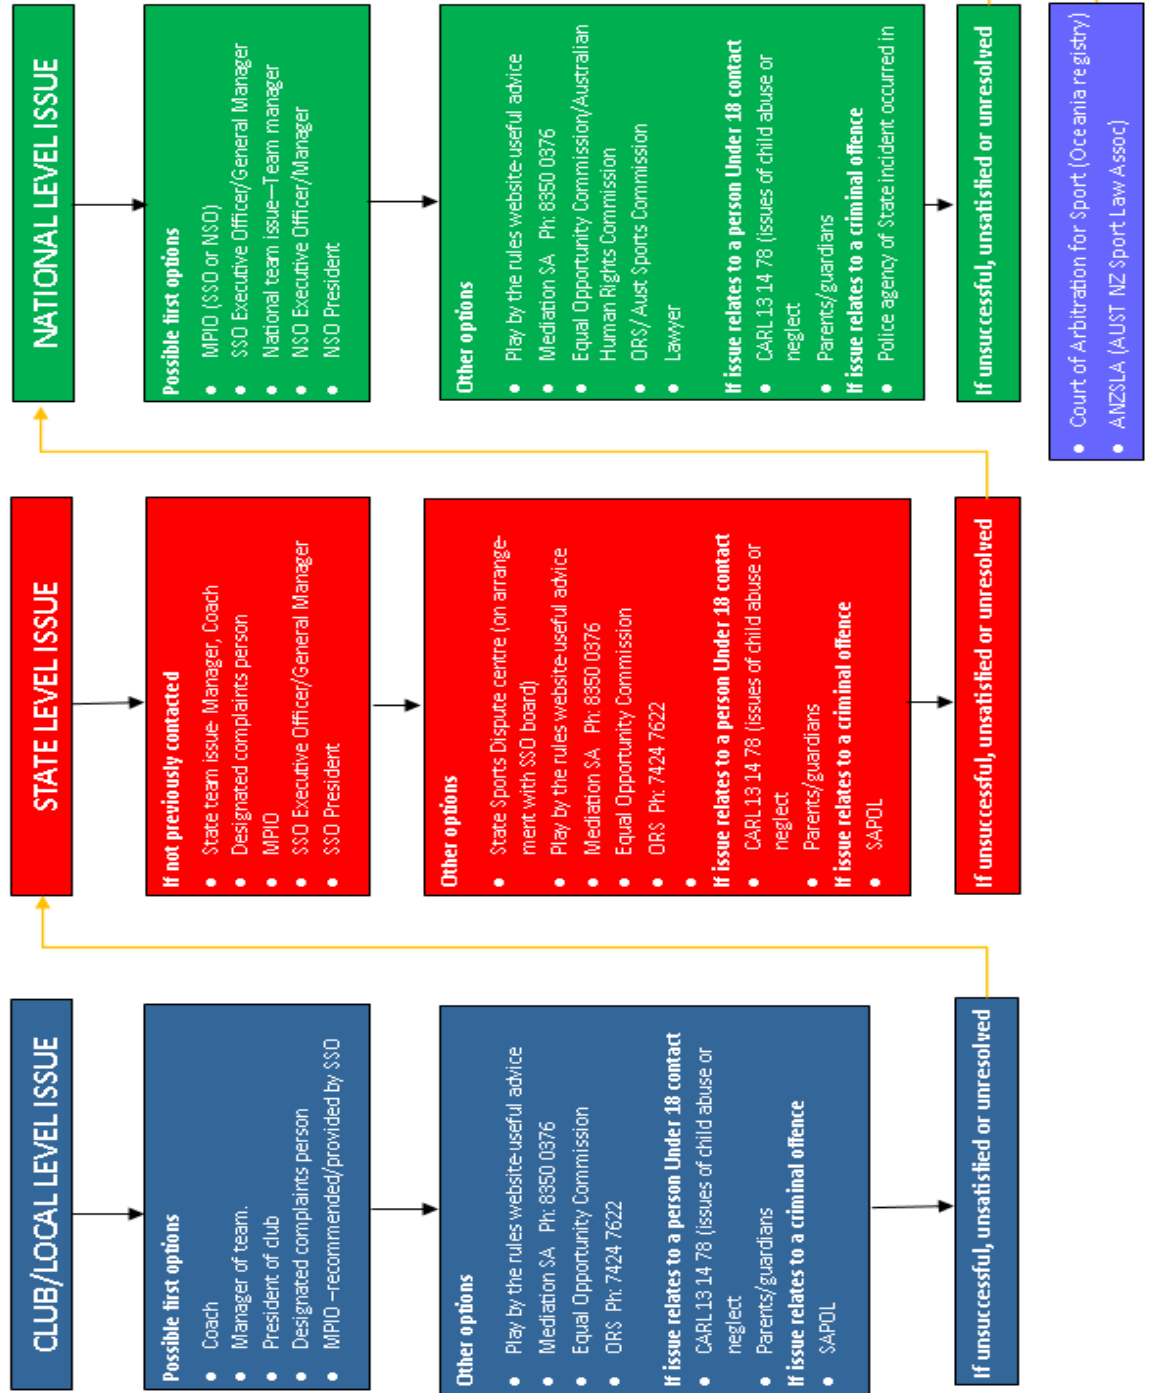 CLUB/LOCAL LEVEL ISSUE
Possible first options
• Coach
• Manager of team.
• President of club
• Designated complaints person
• MPIO –recommended/provided by SSO
Other options
• Play by the rules website-useful advice
• Mediation SA Ph: 8350 0376
• Equal Opportunity Commission
• ORS Ph: 7424 7622
If issue relates to a person Under 18 contact
• CARL 13 14 78 (issues of child abuse or
neglect
• Parents/guardians
If issue relates to a criminal offence
• SAPOL
If unsuccessful, unsatisfied or unresolved
STATE LEVEL ISSUE
If not previously contacted
• State team issue- Manager, Coach
• Designated complaints person
• MPIO
• SSO Executive Officer/General Manager
• SSO President
Other options
• State Sports Dispute centre (on arrange-
ment with SSO board)
• Play by the rules website-useful advice
• Mediation SA Ph: 8350 0376
• Equal Opportunity Commission
• ORS Ph: 7424 7622
•
If issue relates to a person Under 18 contact
• CARL 13 14 78 (issues of child abuse or
neglect
• Parents/guardians
If issue relates to a criminal offence
• SAPOL
If unsuccessful, unsatisfied or unresolved
NATIONAL LEVEL ISSUE
Possible first options
• MPIO (SSO or NSO)
• SSO Executive Officer/General Manager
• National team issue—Team manager
• NSO Executive Officer/Manager
• NSO President
Other options
• Play by the rules website-useful advice
• Mediation SA Ph: 8350 0376
• Equal Opportunity Commission/Australian
Human Rights Commission
• ORS/ Aust Sports Commission
• Lawyer
If issue relates to a person Under 18 contact
• CARL 13 14 78 (issues of child abuse or
neglect
• Parents/guardians
If issue relates to a criminal offence
• Police agency of State incident occurred in
If unsuccessful, unsatisfied or unresolved
• Court of Arbitration for Sport (Oceania registry)
• ANZSLA (AUST NZ Sport Law Assoc)